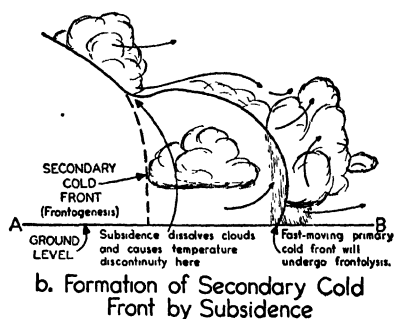 SECONDARY
COLD
FRONT
(Frontogenesis)
A
B
GROUND
LEVEL
Subsidence dissolves clouds
and causes temperature
discontinuity here
Fast-moving primary
cold front will
undergo frontolysis.
b. Formation of Secondary Cold
Front by Subsidence